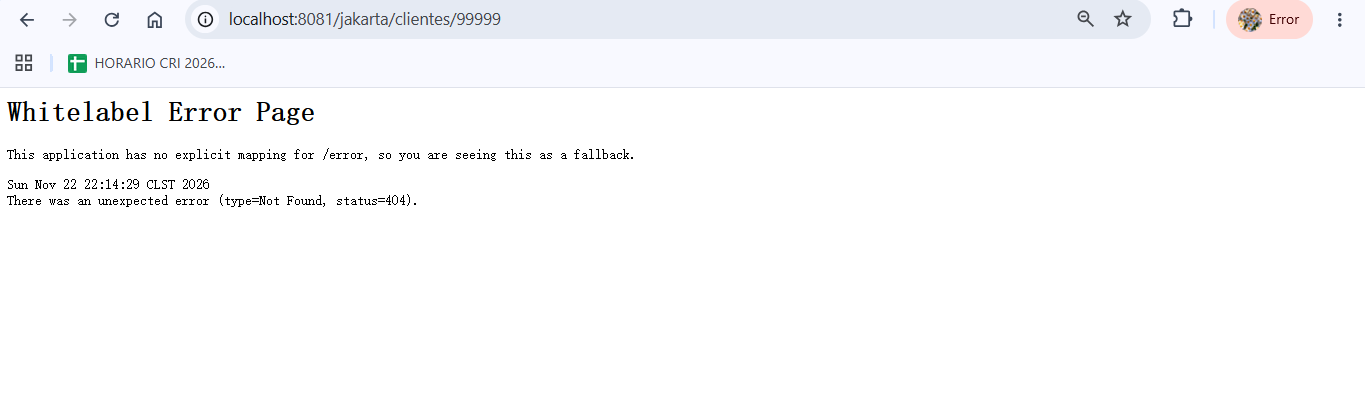 localhost:8081/jakarta/clientes/99999
Error
HORARIO CRI 2026...
Whitelabel Error Page
This application has no explicit mapping for /error, so you are seeing this as a fallback.
Sun Nov 22 22:14:29 CLST 2026
There was an unexpected error (type=Not Found, status=404).